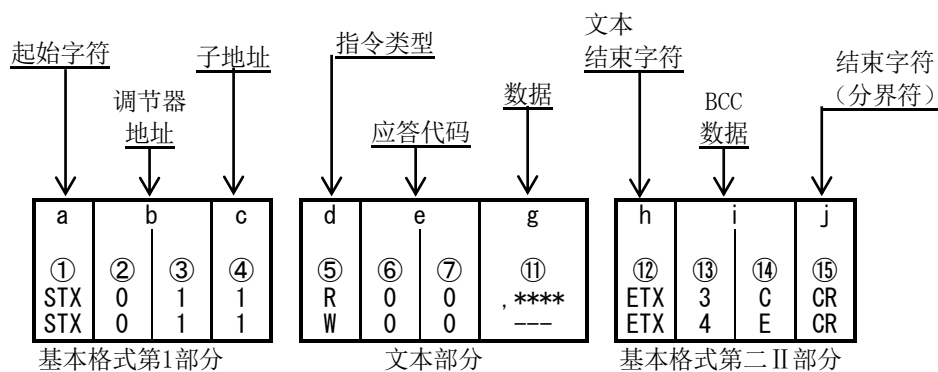 文本
起始字符
子地址
指令类型
结束字符
结束字符
(分界符)
调节器
地址
数据
BCC
数据
应答代码
a b c d e g h i j
① ② ③ ④ ⑤ ⑥ ⑦ ⑪ ⑫ ⑬ ⑭ ⑮
STX 0 1 1 R 0 0 ,**** ETX 3 C CR
STX 0 1 1 W 0 0 --- ETX 4 E CR
基本格式第1部分 文本部分 基本格式第二Ⅱ部分